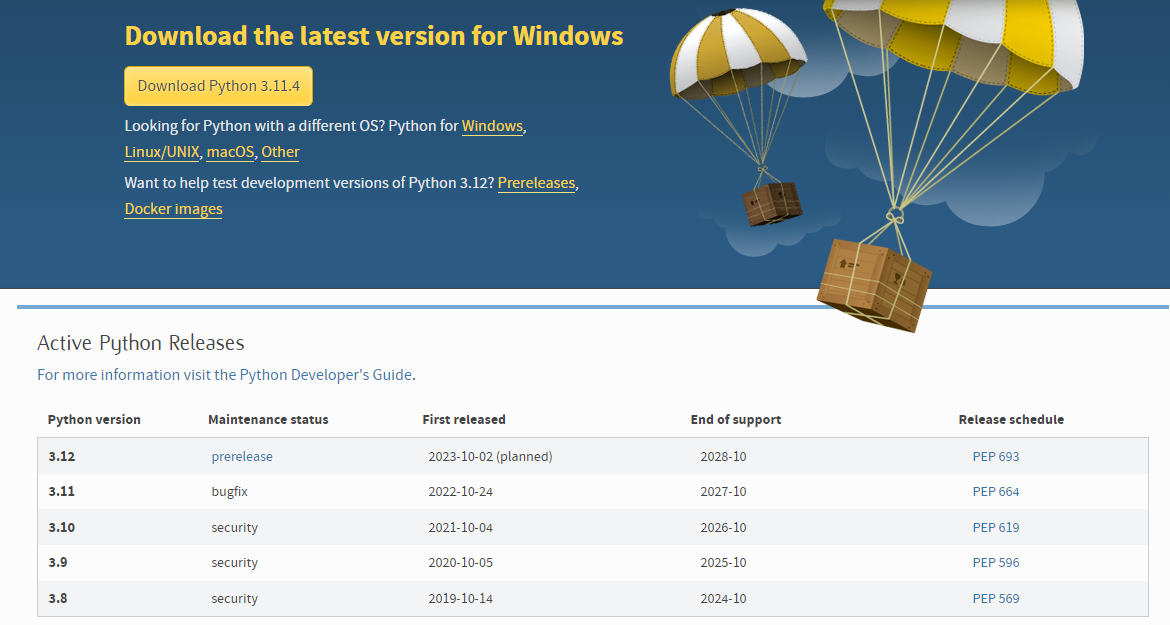 Download the latest version for Windows
Download Python 3.11.4
Looking for Python with a different OS? Python for Windows,
Linux/UNIX, macOS, Other
Want to help test development versions of Python 3.12? Prereleases,
Docker images
Active Python Releases
For more information visit the Python Developer's Guide.
Python version Maintenance status First released End of support Release schedule
3.12 prerelease 2023-10-02 (planned) 2028-10 PEP 693
3.11 bugfix 2022-10-24 2027-10 PEP 664
3.10 security 2021-10-04 2026-10 PEP 619
3.9 security 2020-10-05 2025-10 PEP 596
3.8 security 2019-10-14 2024-10 PEP 569